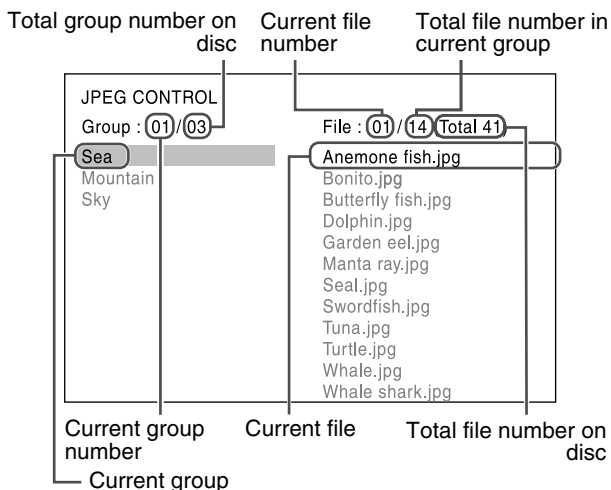 Total group number on disc
Current file number
Total file number in current group
JPEG CONTROL
Group : 01/03
File : 01/14 Total 41
Sea
Mountain
Sky
Anemone fish.jpg
Bonito.jpg
Butterfly fish.jpg
Dolphin.jpg
Garden eel.jpg
Manta ray.jpg
Seal.jpg
Swordfish.jpg
Tuna.jpg
Turtle.jpg
Whale.jpg
Whale shark.jpg
Current group number
Current file
Total file number on disc
Current group